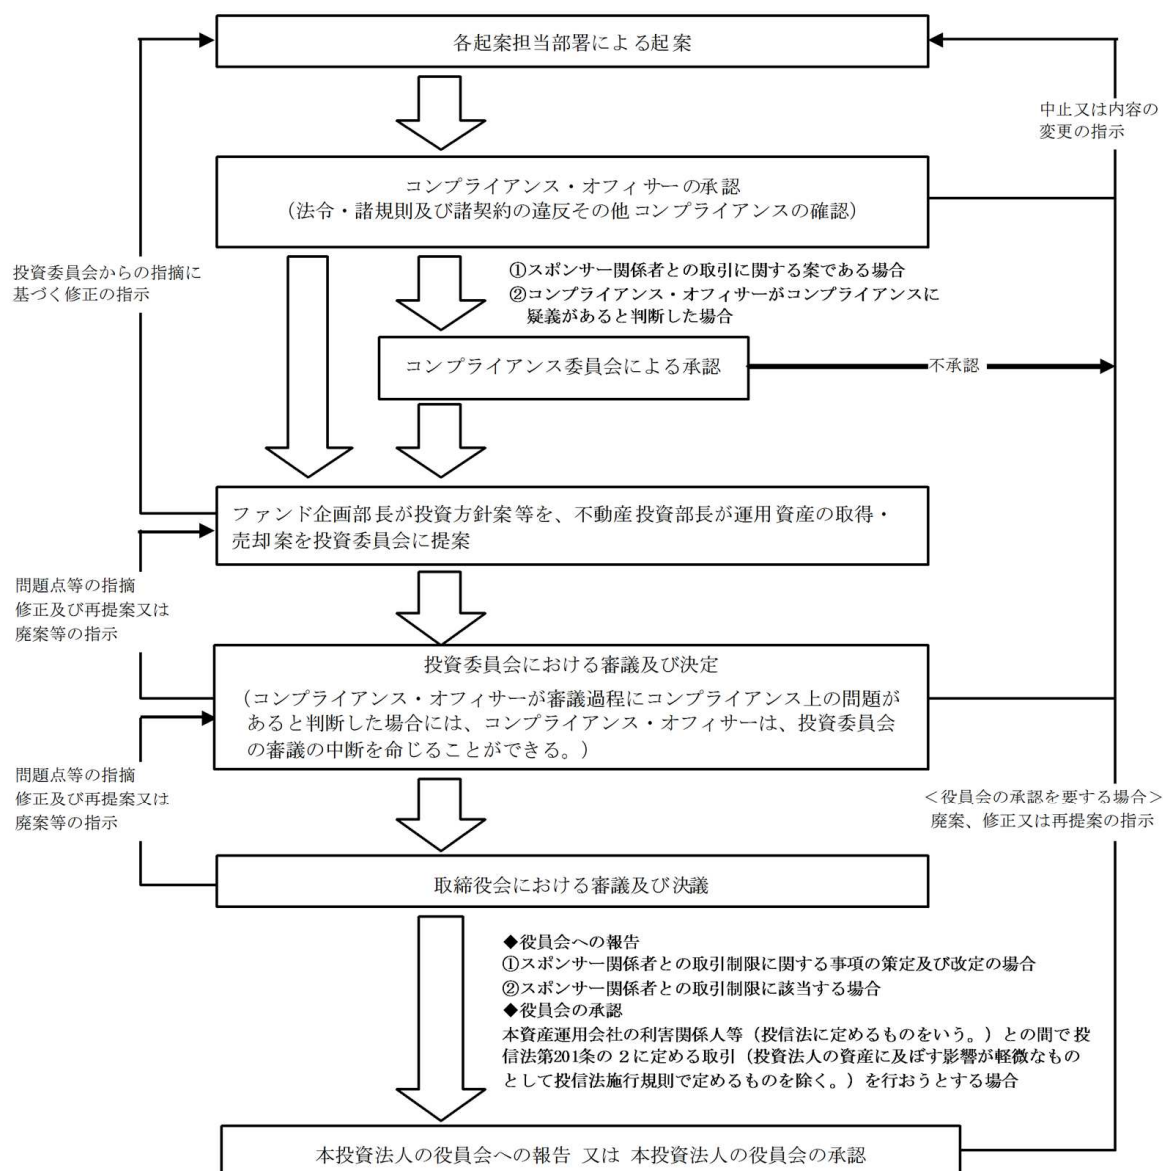 各起案担当部署による起案
中止又は内容の
変更の指示
コンプライアンス・オフィサーの承認
（法令・諸規則及び諸契約の違反その他コンプライアンスの確認）
投資委員会からの指摘に
基づく修正の指示
①スポンサー関係者との取引に関する案である場合
②コンプライアンス・オフィサーがコンプライアンスに
疑義があると判断した場合
コンプライアンス委員会による承認
不承認
ファンド企画部長が投資方針案等を、不動産投資部長が運用資産の取得・
売却案を投資委員会に提案
問題点等の指摘
修正及び再提案又は
廃案等の指示
投資委員会における審議及び決定
（コンプライアンス・オフィサーが審議過程にコンプライアンス上の問題が
あると判断した場合には、コンプライアンス・オフィサーは、投資委員会
の審議の中断を命じることができる。）
問題点等の指摘
修正及び再提案又は
廃案等の指示
＜役員会の承認を要する場合＞
廃案、修正又は再提案の指示
取締役会における審議及び決議
◆役員会への報告
①スポンサー関係者との取引制限に関する事項の策定及び改定の場合
②スポンサー関係者との取引制限に該当する場合
◆役員会の承認
本資産運用会社の利害関係人等（投信法に定めるものをいう。）との間で投
信法第201条の２に定める取引（投資法人の資産に及ぼす影響が軽微なもの
として投信法施行規則で定めるものを除く。）を行おうとする場合
本投資法人の役員会への報告 又は 本投資法人の役員会の承認